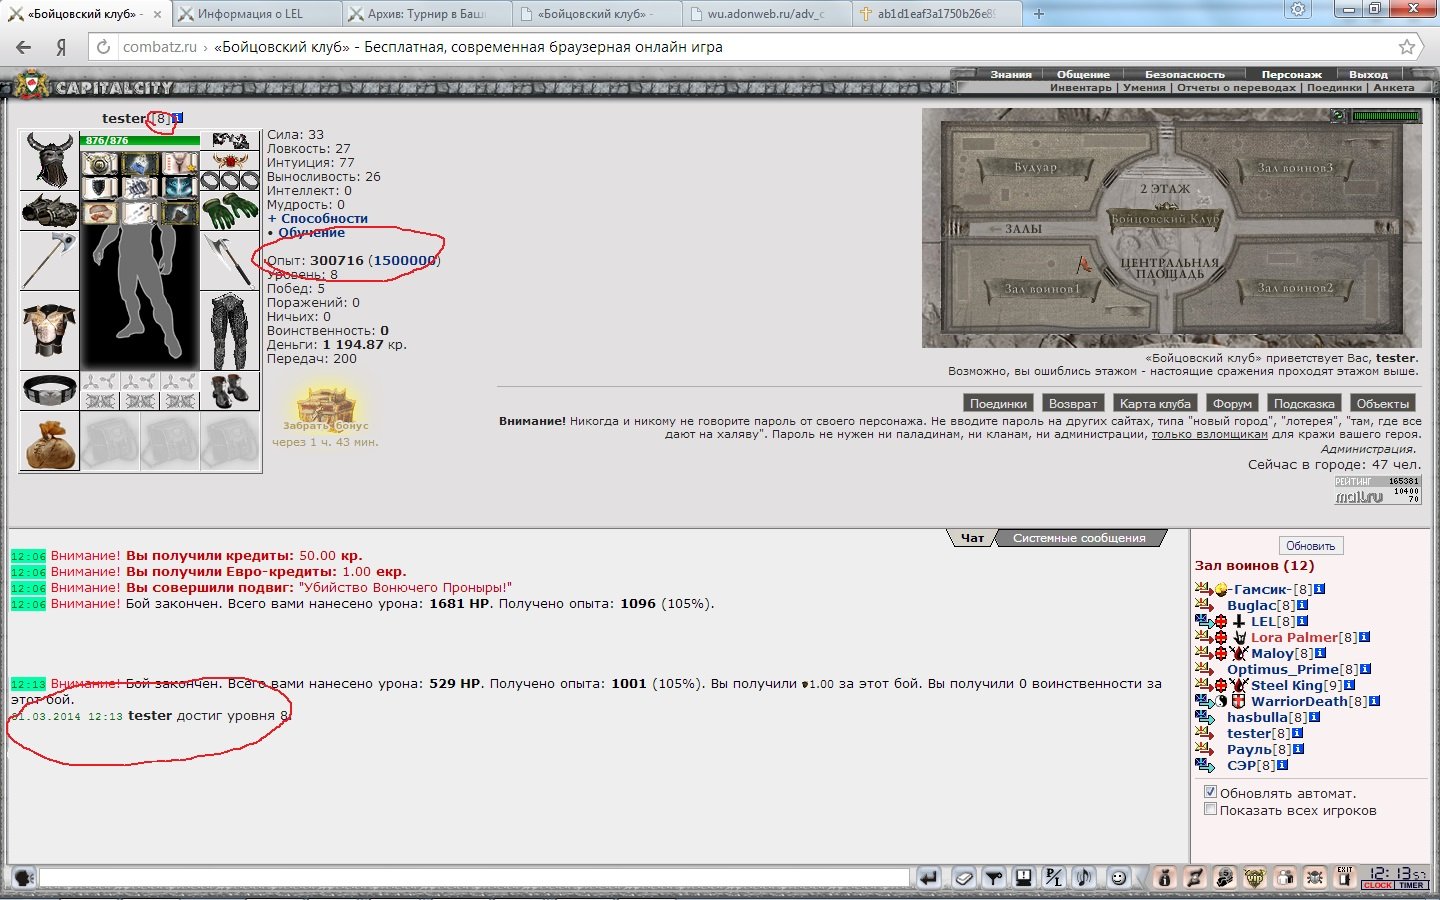 «Бойцовский клуб» -
Информация о LEL
Архив: Турнир в Баш
«Бойцовский клуб» -
wu.adonweb.ru/adv_c
ab1d1eaf3a1750b26e89
combatz.ru › «Бойцовский клуб» - Бесплатная, современная браузерная онлайн игра
CAPITALCITY
Знания
Общение
Безопасность
Персонаж
Выход
Инвентарь | Умения | Отчеты о переводах | Поединки | Анкета
tester [8]
876/876
Сила: 33
Ловкость: 27
Интуиция: 77
Выносливость: 26
Интеллект: 0
Мудрость: 0
+ Способности
• Обучение
Опыт: 300716 (1500000)
Уровень: 8
Побед: 5
Поражений: 0
Ничьих: 0
Воинственность: 0
Деньги: 1 194.87 кр.
Передач: 200
Забрать бонус
через 1 ч. 43 мин.
Будуар
Зал воинов3
2 ЭТАЖ
Бойцовский Клуб
← ЗАЛЫ
ЦЕНТРАЛЬНАЯ
ПЛОЩАДЬ
Зал воинов1
Зал воинов2
«Бойцовский клуб» приветствует Вас, tester.
Возможно, вы ошиблись этажом - настоящие сражения проходят этажом выше.
Поединки
Возврат
Карта клуба
Форум
Подсказка
Объекты
Внимание! Никогда и никому не говорите пароль от своего персонажа. Не вводите пароль на других сайтах, типа "новый город", "лотерея", "там, где все
дают на халяву". Пароль не нужен ни паладинам, ни кланам, ни администрации, только взломщикам для кражи вашего героя.
Администрация.
Сейчас в городе: 47 чел.
РЕЙТИНГ 165381
mail.ru 10400
70
Чат
Системные сообщения
12:06 Внимание! Вы получили кредиты: 50.00 кр.
12:06 Внимание! Вы получили Евро-кредиты: 1.00 екр.
12:06 Внимание! Вы совершили подвиг: "Убийство Вонючего Проныры!"
12:06 Внимание! Бой закончен. Всего вами нанесено урона: 1681 HP. Получено опыта: 1096 (105%).
12:13 Внимание! Бой закончен. Всего вами нанесено урона: 529 HP. Получено опыта: 1001 (105%). Вы получили 1.00 за этот бой. Вы получили 0 воинственности за
этот бой.
01.03.2014 12:13 tester достиг уровня 8.
Обновить
Зал воинов (12)
-Гамсик-[8]
Buglac[8]
LEL[8]
Lora Palmer[8]
Maloy[8]
Optimus_Prime[8]
Steel King[9]
WarriorDeath[8]
hasbulla[8]
tester[8]
Рауль[8]
СЭР[8]
Обновлять автомат.
Показать всех игроков
P/L
VIP
EXIT
12:13 57
CLOCK TIMER